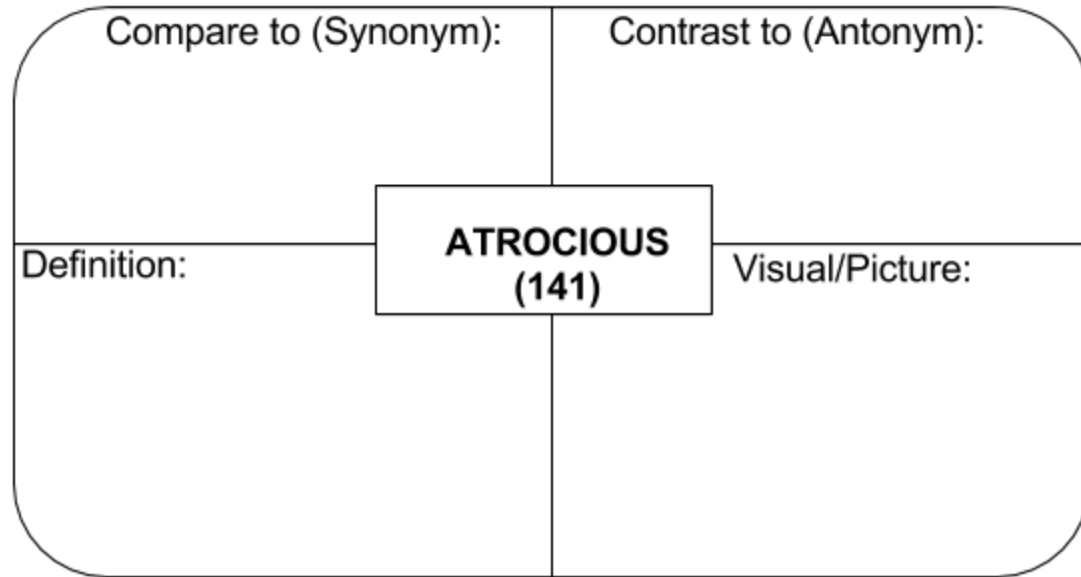 Compare to (Synonym):
Contrast to (Antonym):
ATROCIOUS
(141)
Definition:
Visual/Picture: